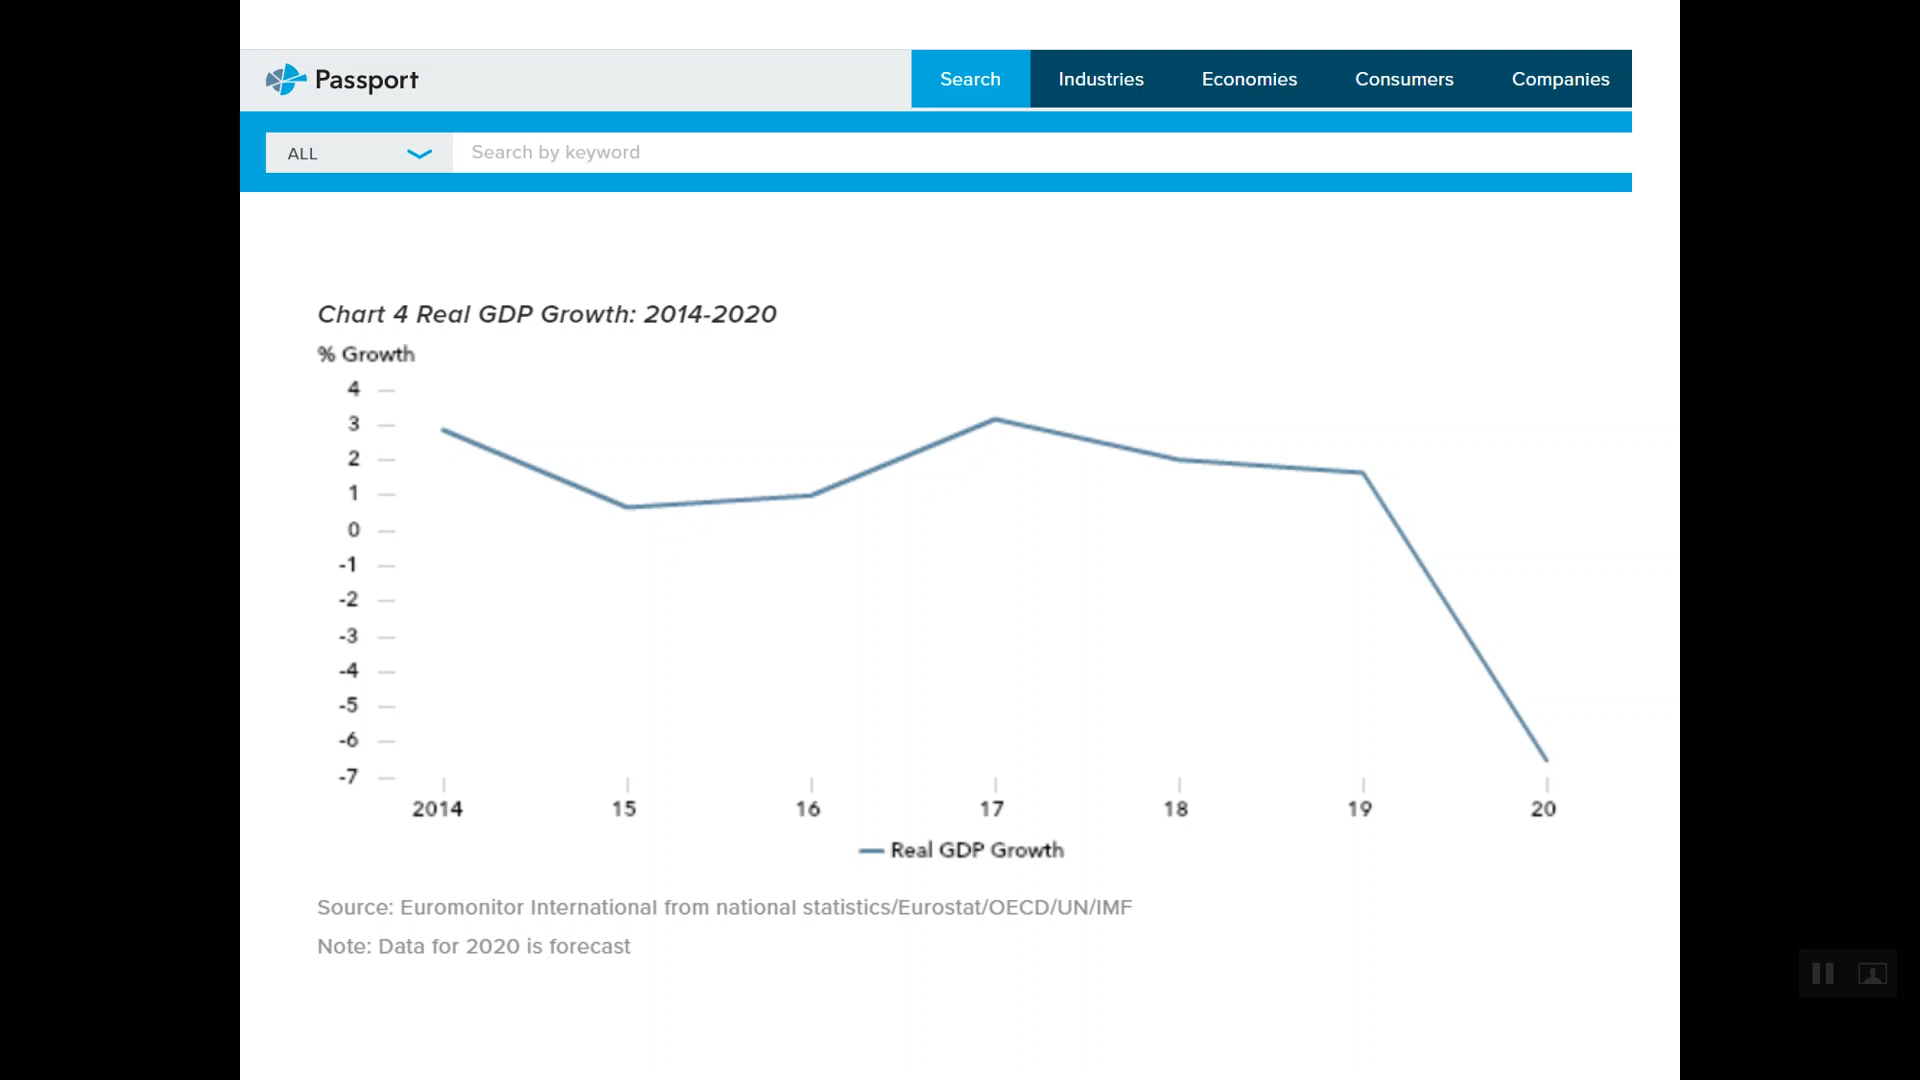 Passport
Search Industries Economies Consumers Companies
ALL Search by keyword
Chart 4 Real GDP Growth: 2014-2020
% Growth
4
3
2
1
0
-1
-2
-3
-4
-5
-6
-7
2014 15 16 17 18 19 20
Real GDP Growth
Source: Euromonitor International from national statistics/Eurostat/OECD/UN/IMF
Note: Data for 2020 is forecast